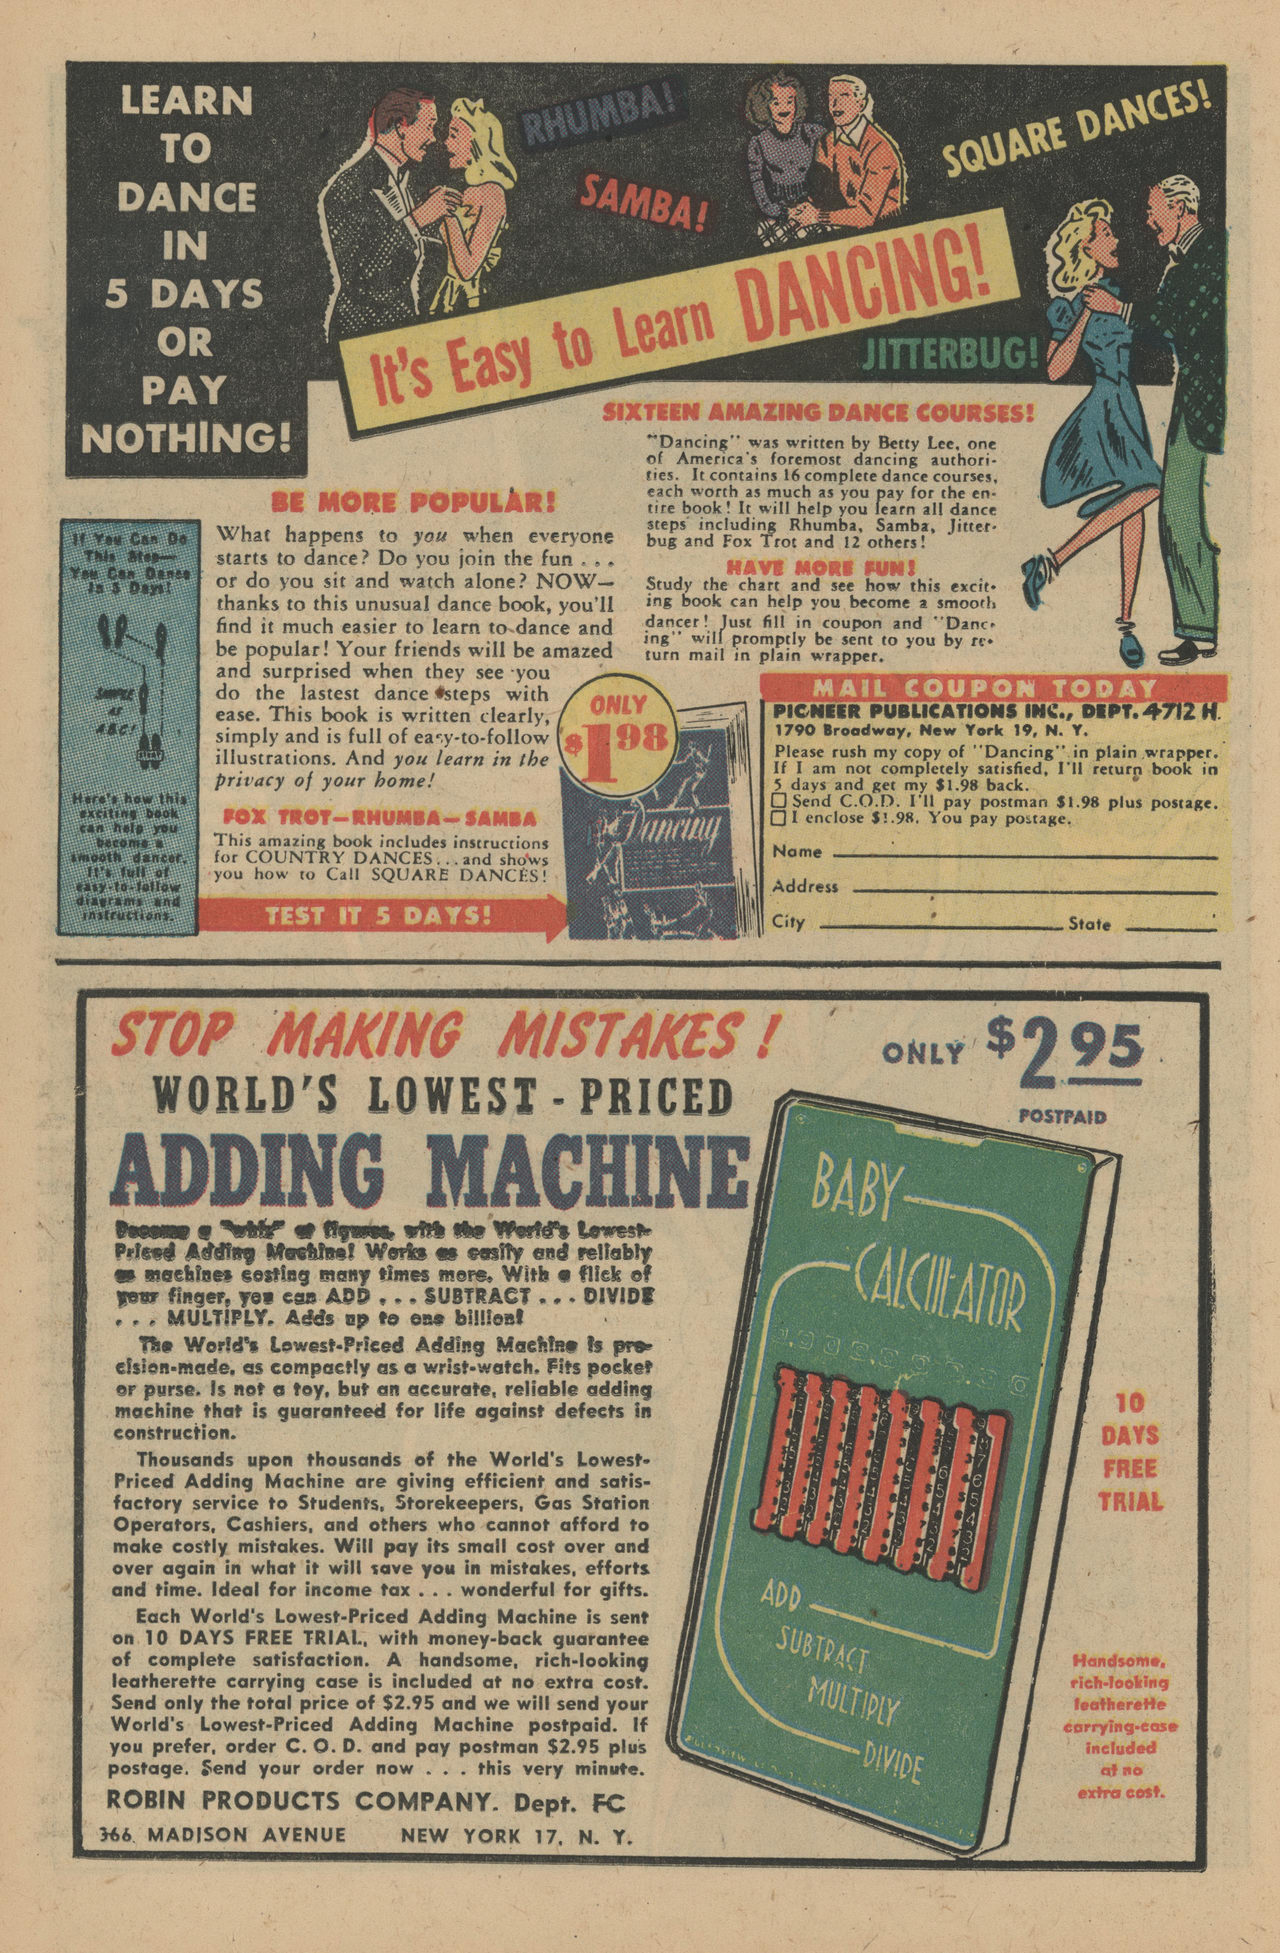 LEARN
TO
DANCE
IN
5 DAYS
OR
PAY
NOTHING!
RHUMBA!
SAMBA!
SQUARE DANCES!
It's Easy to Learn DANCING!
JITTERBUG!
SIXTEEN AMAZING DANCE COURSES!
"Dancing" was written by Betty Lee, one
of America's foremost dancing authori-
ties. It contains 16 complete dance courses,
each worth as much as you pay for the en-
tire book! It will help you learn all dance
steps including Rhumba, Samba, Jitter-
bug and Fox Trot and 12 others!
HAVE MORE FUN!
Study the chart and see how this excit-
ing book can help you become a smooth
dancer! Just fill in coupon and "Danc-
ing" will promptly be sent to you by re-
turn mail in plain wrapper.
BE MORE POPULAR!
What happens to you when everyone
starts to dance? Do you join the fun . . .
or do you sit and watch alone? NOW—
thanks to this unusual dance book, you'll
find it much easier to learn to dance and
be popular! Your friends will be amazed
and surprised when they see you
do the lastest dance steps with
ease. This book is written clearly,
simply and is full of easy-to-follow
illustrations. And you learn in the
privacy of your home!
FOX TROT—RHUMBA—SAMBA
This amazing book includes instructions
for COUNTRY DANCES...and shows
you how to Call SQUARE DANCES!
TEST IT 5 DAYS!
If You Can Do
This Step—
You Can Dance
In 5 Days!
SIMPLE
AS
A.B.C!
START
Here's how this
exciting book
can help you
become a
smooth dancer.
It's full of
easy-to-follow
diagrams and
instructions.
ONLY
$1.98
Dancing
MAIL COUPON TODAY
PIONEER PUBLICATIONS INC., DEPT. 4712 H.
1790 Broadway, New York 19, N. Y.
Please rush my copy of "Dancing" in plain wrapper.
If I am not completely satisfied, I'll return book in
5 days and get my $1.98 back.
☐ Send C.O.D. I'll pay postman $1.98 plus postage.
☐ I enclose $1.98. You pay postage.
Name
Address
City State
STOP MAKING MISTAKES!
WORLD'S LOWEST-PRICED
ADDING MACHINE
ONLY $2.95
POSTPAID
Become a "whiz" at figures, with the World's Lowest-
Priced Adding Machine! Works as easily and reliably
as machines costing many times more. With a flick of
your finger, you can ADD . . . SUBTRACT . . . DIVIDE
. . . MULTIPLY. Adds up to one billion!
The World's Lowest-Priced Adding Machine is pre-
cision-made, as compactly as a wrist-watch. Fits pocket
or purse. Is not a toy, but an accurate, reliable adding
machine that is guaranteed for life against defects in
construction.
Thousands upon thousands of the World's Lowest-
Priced Adding Machine are giving efficient and satis-
factory service to Students, Storekeepers, Gas Station
Operators, Cashiers, and others who cannot afford to
make costly mistakes. Will pay its small cost over and
over again in what it will save you in mistakes, efforts
and time. Ideal for income tax . . . wonderful for gifts.
Each World's Lowest-Priced Adding Machine is sent
on 10 DAYS FREE TRIAL, with money-back guarantee
of complete satisfaction. A handsome, rich-looking
leatherette carrying case is included at no extra cost.
Send only the total price of $2.95 and we will send your
World's Lowest-Priced Adding Machine postpaid. If
you prefer, order C. O. D. and pay postman $2.95 plus
postage. Send your order now . . . this very minute.
ROBIN PRODUCTS COMPANY. Dept. FC
366 MADISON AVENUE NEW YORK 17, N. Y.
BABY
CALCULATOR
ADD
SUBTRACT
MULTIPLY
DIVIDE
10
DAYS
FREE
TRIAL
Handsome,
rich-looking
leatherette
carrying-case
included
at no
extra cost.